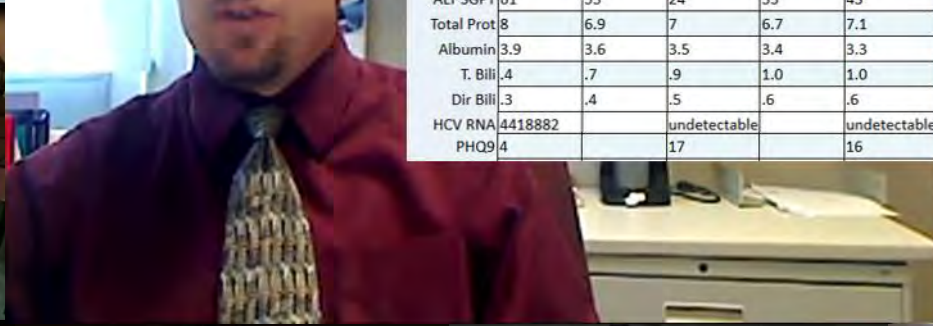 Total Prot 8 6.9 7 6.7 7.1
Albumin 3.9 3.6 3.5 3.4 3.3
T. Bili .4 .7 .9 1.0 1.0
Dir Bili .3 .4 .5 .6 .6
HCV RNA 4418882 undetectable undetectable
PHQ9 4 17 16